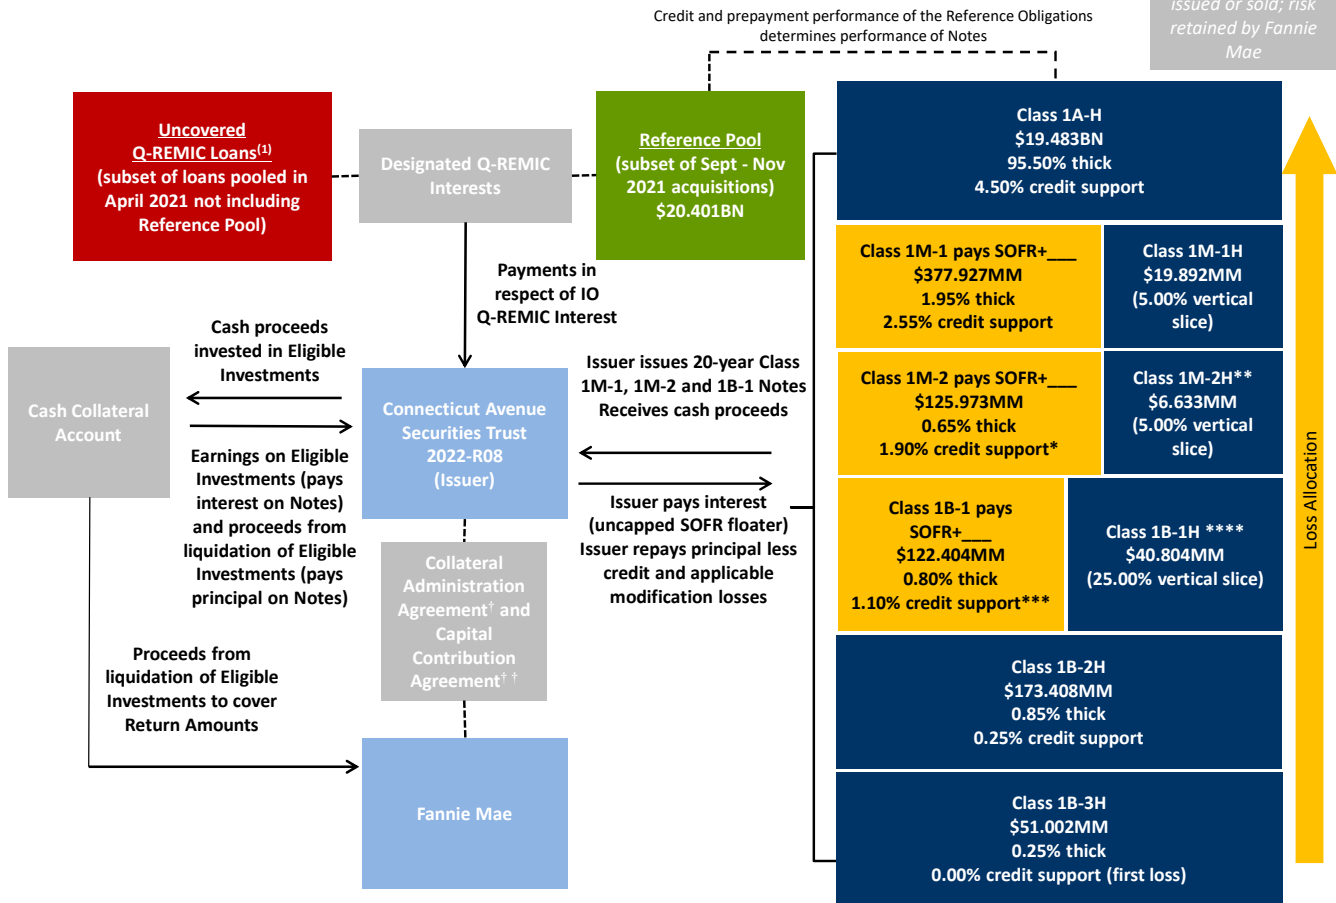 issued or sold; risk
retained by Fannie
Mae
Credit and prepayment performance of the Reference Obligations
determines performance of Notes
Uncovered
Q-REMIC Loans(1)
(subset of loans pooled in
April 2021 not including
Reference Pool)
Designated Q-REMIC
Interests
Reference Pool
(subset of Sept - Nov
2021 acquisitions)
$20.401BN
Class 1A-H
$19.483BN
95.50% thick
4.50% credit support
Payments in
respect of IO
Q-REMIC Interest
Class 1M-1 pays SOFR+___
$377.927MM
1.95% thick
2.55% credit support
Class 1M-1H
$19.892MM
(5.00% vertical
slice)
Cash proceeds
invested in Eligible
Investments
Issuer issues 20-year Class
1M-1, 1M-2 and 1B-1 Notes
Receives cash proceeds
Class 1M-2 pays SOFR+___
$125.973MM
0.65% thick
1.90% credit support*
Class 1M-2H**
$6.633MM
(5.00% vertical
slice)
Cash Collateral
Account
Connecticut Avenue
Securities Trust
2022-R08
(Issuer)
Earnings on Eligible
Investments (pays
interest on Notes)
and proceeds from
liquidation of Eligible
Investments (pays
principal on Notes)
Issuer pays interest
(uncapped SOFR floater)
Issuer repays principal less
credit and applicable
modification losses
Class 1B-1 pays
SOFR+___
$122.404MM
0.80% thick
1.10% credit support***
Class 1B-1H ****
$40.804MM
(25.00% vertical slice)
Loss Allocation
Collateral
Administration
Agreement† and
Capital
Contribution
Agreement† †
Proceeds from
liquidation of Eligible
Investments to cover
Return Amounts
Class 1B-2H
$173.408MM
0.85% thick
0.25% credit support
Fannie Mae
Class 1B-3H
$51.002MM
0.25% thick
0.00% credit support (first loss)